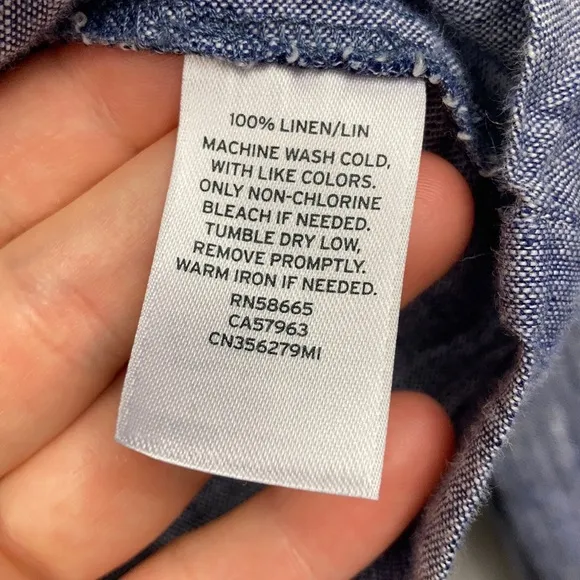 100% LINEN/LIN
MACHINE WASH COLD,
WITH LIKE COLORS.
ONLY NON-CHLORINE
BLEACH IF NEEDED.
TUMBLE DRY LOW,
REMOVE PROMPTLY.
WARM IRON IF NEEDED.
RN58665
CA57963
CN356279MI